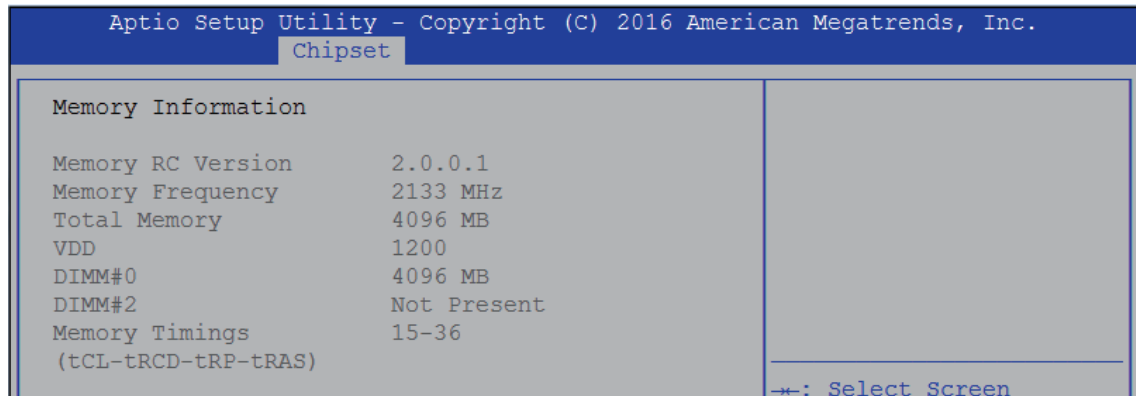 Aptio Setup Utility – Copyright (C) 2016 American Megatrends, Inc.
Chipset
Memory Information
Memory RC Version 2.0.0.1
Memory Frequency 2133 MHz
Total Memory 4096 MB
VDD 1200
DIMM#0 4096 MB
DIMM#2 Not Present
Memory Timings 15-36
(tCL-tRCD-tRP-tRAS)
→←: Select Screen